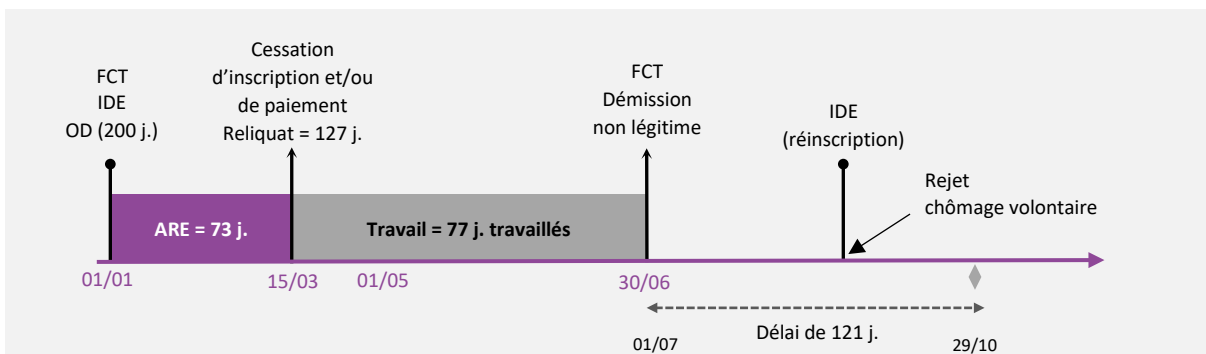 FCT
IDE
OD (200 j.)
Cessation
d’inscription et/ou
de paiement
Reliquat = 127 j.
FCT
Démission
non légitime
IDE
(réinscription)
Rejet
chômage volontaire
ARE = 73 j.
Travail = 77 j. travaillés
01/01
15/03
01/05
30/06
Délai de 121 j.
01/07
29/10